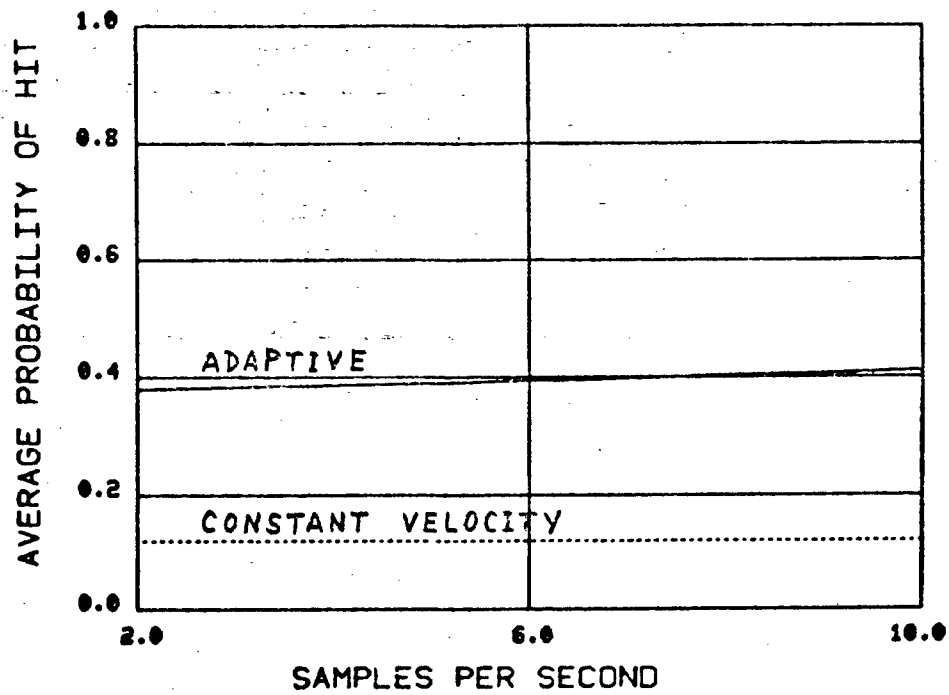 AVERAGE PROBABILITY OF HIT
1.0
0.8
0.6
0.4
0.2
0.0
ADAPTIVE
CONSTANT VELOCITY
2.0
6.0
10.0
SAMPLES PER SECOND